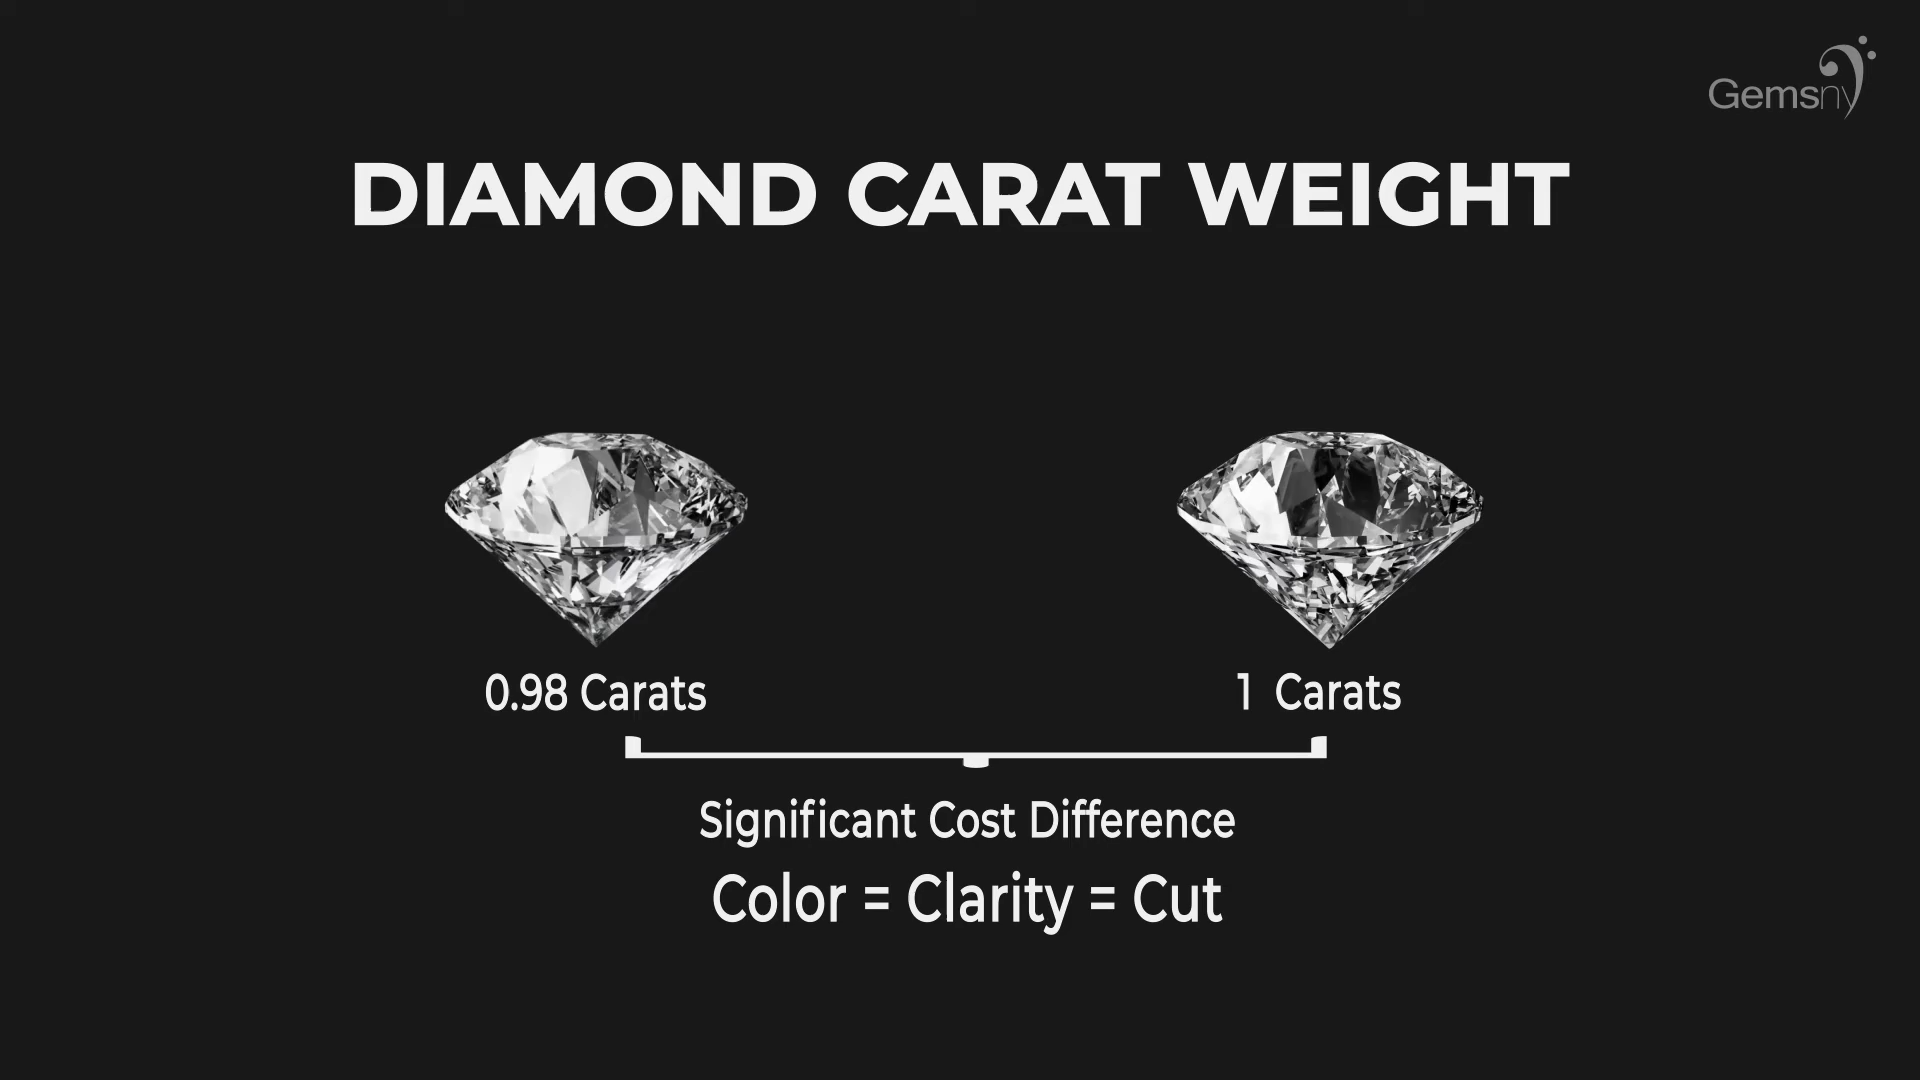 Gemsny
DIAMOND CARAT WEIGHT
0.98 Carats
1 Carats
Significant Cost Difference
Color = Clarity = Cut